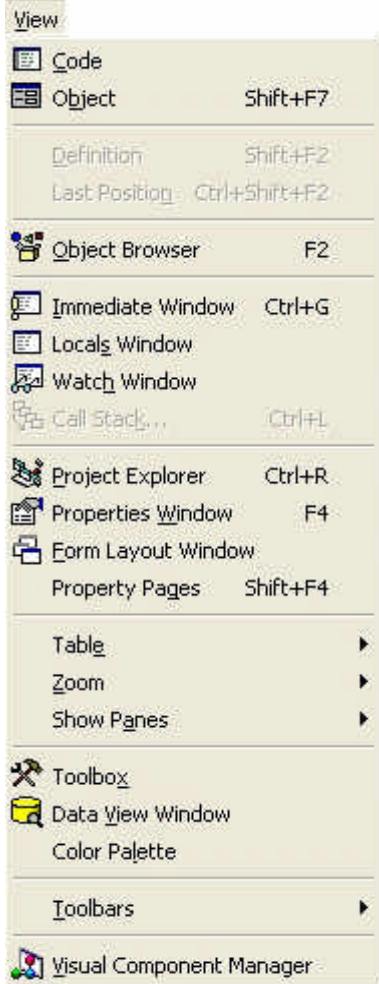 View
Code
Object Shift+F7
Definition Shift+F2
Last Position Ctrl+Shift+F2
Object Browser F2
Immediate Window Ctrl+G
Locals Window
Watch Window
Call Stack... Ctrl+L
Project Explorer Ctrl+R
Properties Window F4
Form Layout Window
Property Pages Shift+F4
Table
Zoom
Show Panes
Toolbox
Data View Window
Color Palette
Toolbars
Visual Component Manager